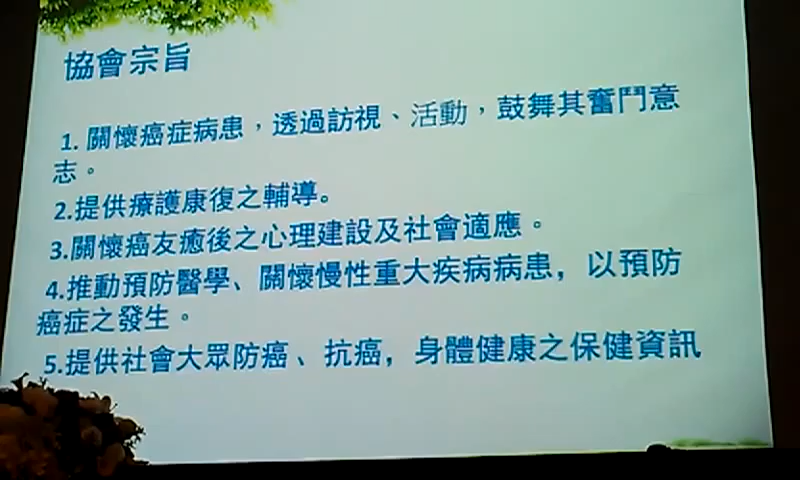 協會宗旨
1. 關懷癌症病患，透過訪視、活動，鼓舞其奮鬥意
志。
2.提供療護康復之輔導。
3.關懷癌友癒後之心理建設及社會適應。
4.推動預防醫學、關懷慢性重大疾病病患，以預防
癌症之發生。
5.提供社會大眾防癌、抗癌，身體健康之保健資訊